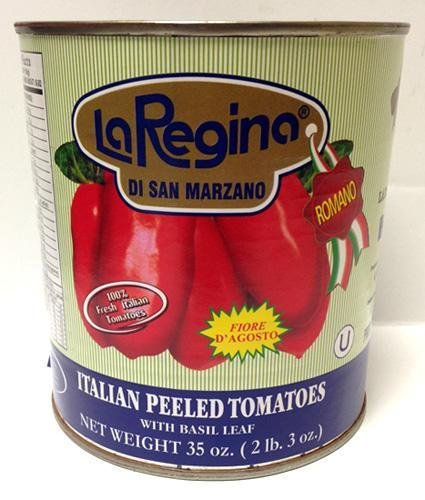 LaRegina®
DI SAN MARZANO
ROMANO
100%
Fresh Italian
Tomatoes
FIORE
D'AGOSTO
U
ITALIAN PEELED TOMATOES
WITH BASIL LEAF
NET WEIGHT 35 oz. (2 lb. 3 oz.)